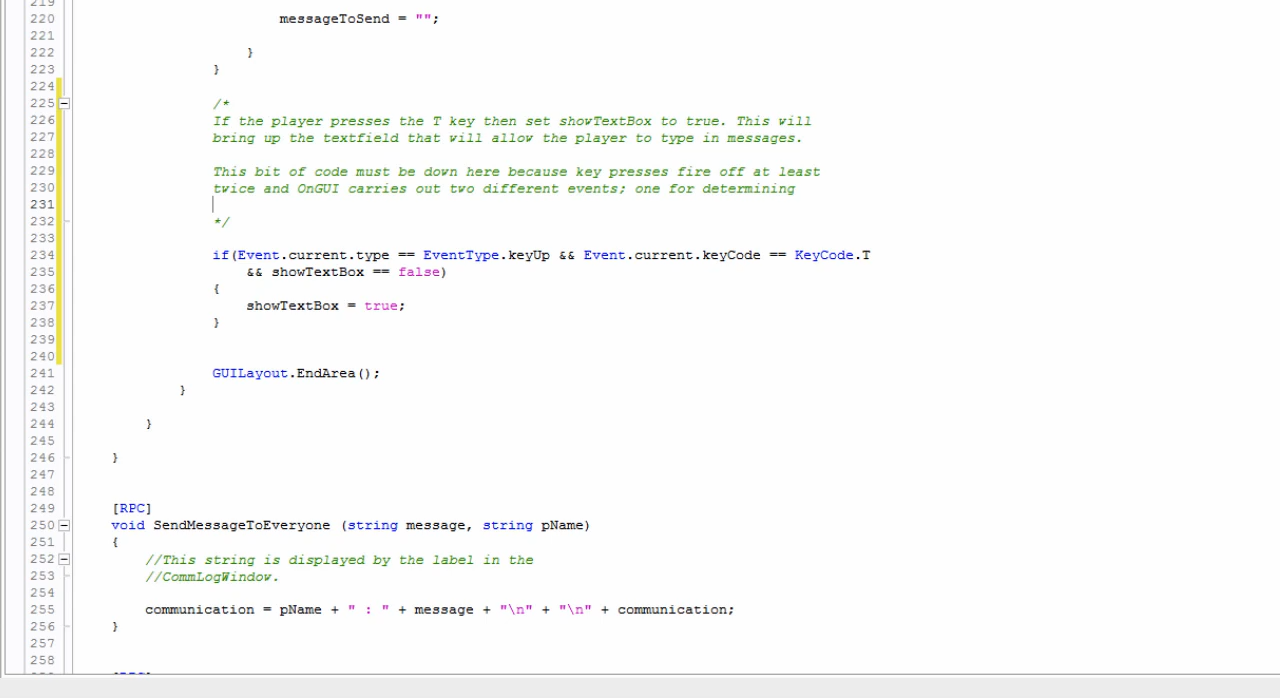 219
220 messageToSend = "";
221
222 }
223 }
224
225 /*
226 If the player presses the T key then set showTextBox to true. This will
227 bring up the textfield that will allow the player to type in messages.
228
229 This bit of code must be down here because key presses fire off at least
230 twice and OnGUI carries out two different events; one for determining
231
232 */
233
234 if(Event.current.type == EventType.keyUp && Event.current.keyCode == KeyCode.T
235 && showTextBox == false)
236 {
237 showTextBox = true;
238 }
239
240
241 GUILayout.EndArea();
242 }
243
244 }
245
246 }
247
248
249 [RPC]
250 void SendMessageToEveryone (string message, string pName)
251 {
252 //This string is displayed by the label in the
253 //CommLogWindow.
254
255 communication = pName + " : " + message + "\n" + "\n" + communication;
256 }
257
258